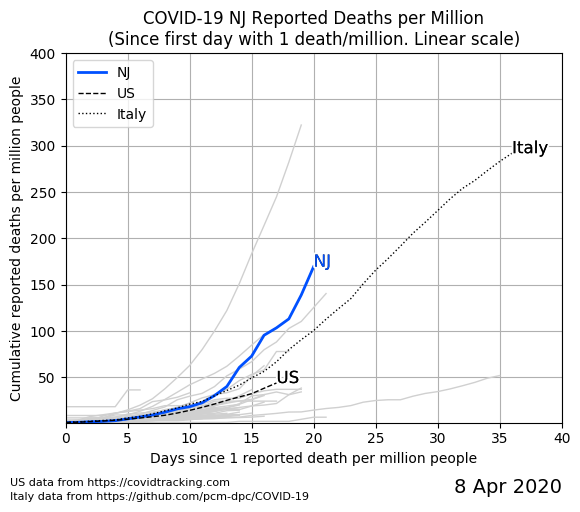 COVID-19 NJ Reported Deaths per Million
(Since first day with 1 death/million. Linear scale)
Cumulative reported deaths per million people
400
350
300
250
200
150
100
50
NJ
US
Italy
Italy
NJ
US
0 5 10 15 20 25 30 35 40
Days since 1 reported death per million people
US data from https://covidtracking.com
Italy data from https://github.com/pcm-dpc/COVID-19
8 Apr 2020